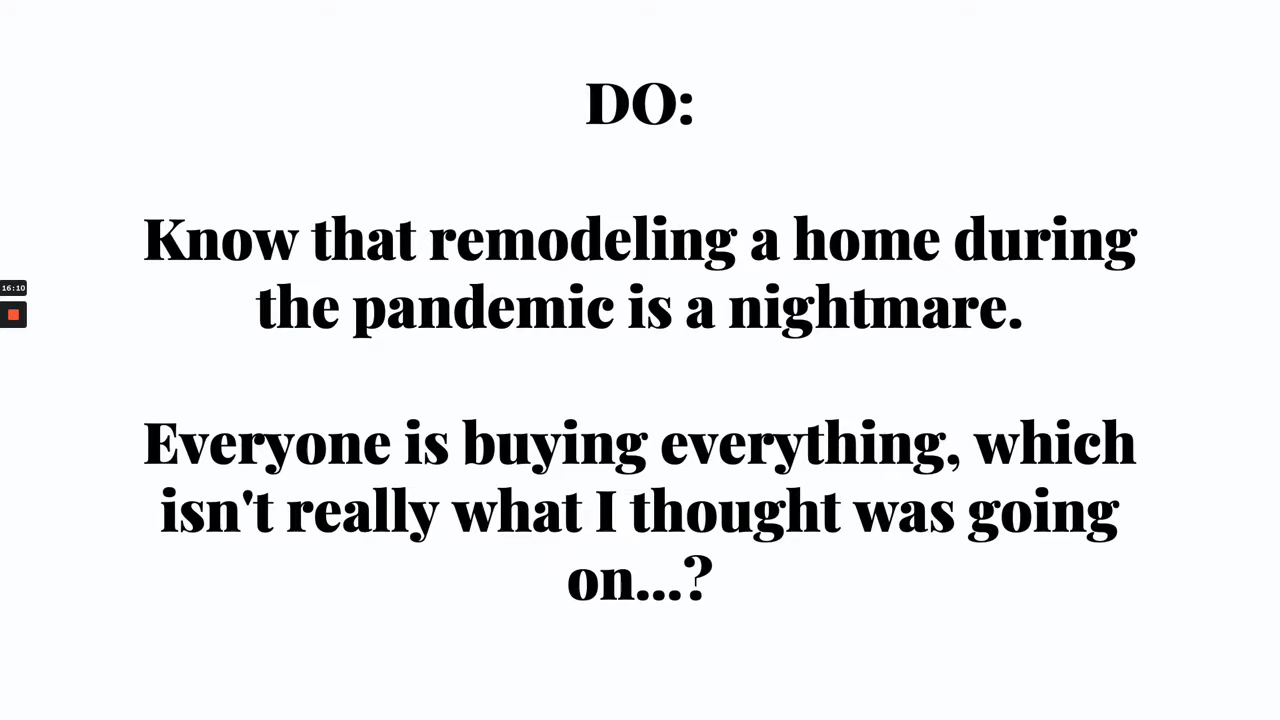 DO:
Know that remodeling a home during
the pandemic is a nightmare.
16:10
Everyone is buying everything, which
isn't really what I thought was going
on...?